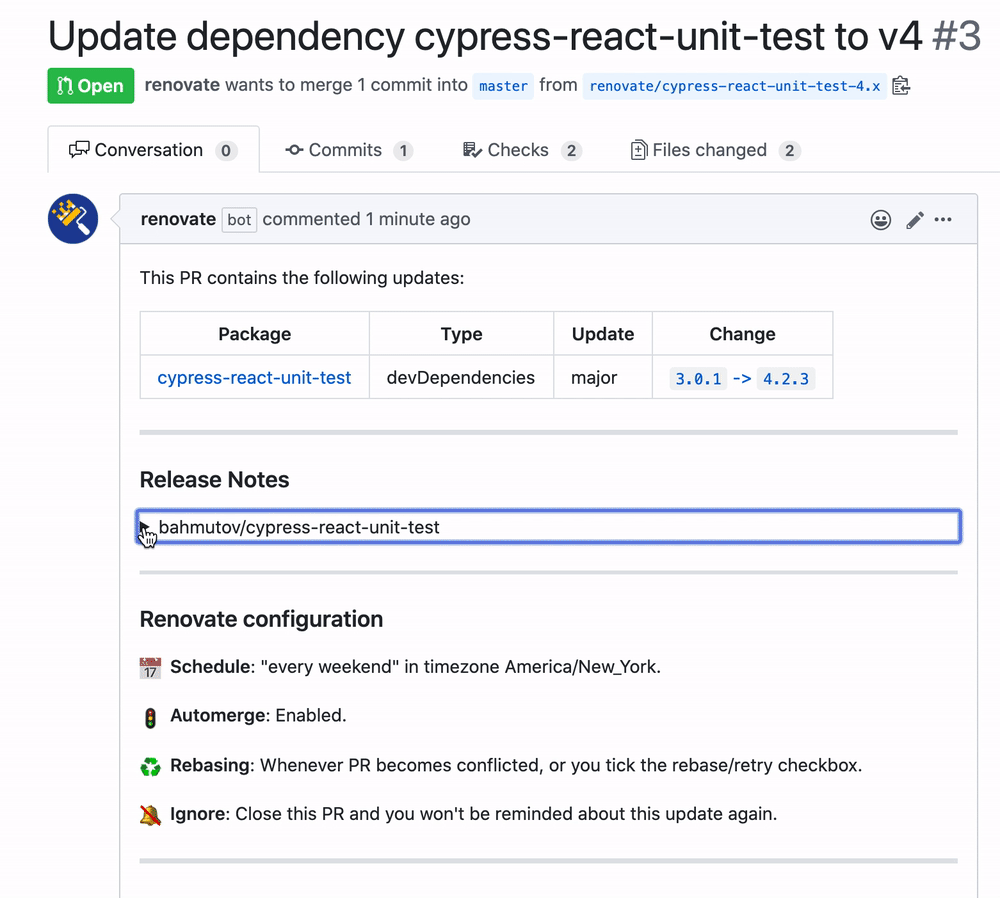 Update dependency cypress-react-unit-test to v4 #3
Open renovate wants to merge 1 commit into master from renovate/cypress-react-unit-test-4.x
Conversation 0 Commits 1 Checks 2 Files changed 2
renovate bot commented 1 minute ago
This PR contains the following updates:
Package Type Update Change
cypress-react-unit-test devDependencies major 3.0.1 -> 4.2.3
Release Notes
bahmutov/cypress-react-unit-test
Renovate configuration
17 Schedule: "every weekend" in timezone America/New_York.
Automerge: Enabled.
Rebasing: Whenever PR becomes conflicted, or you tick the rebase/retry checkbox.
Ignore: Close this PR and you won't be reminded about this update again.